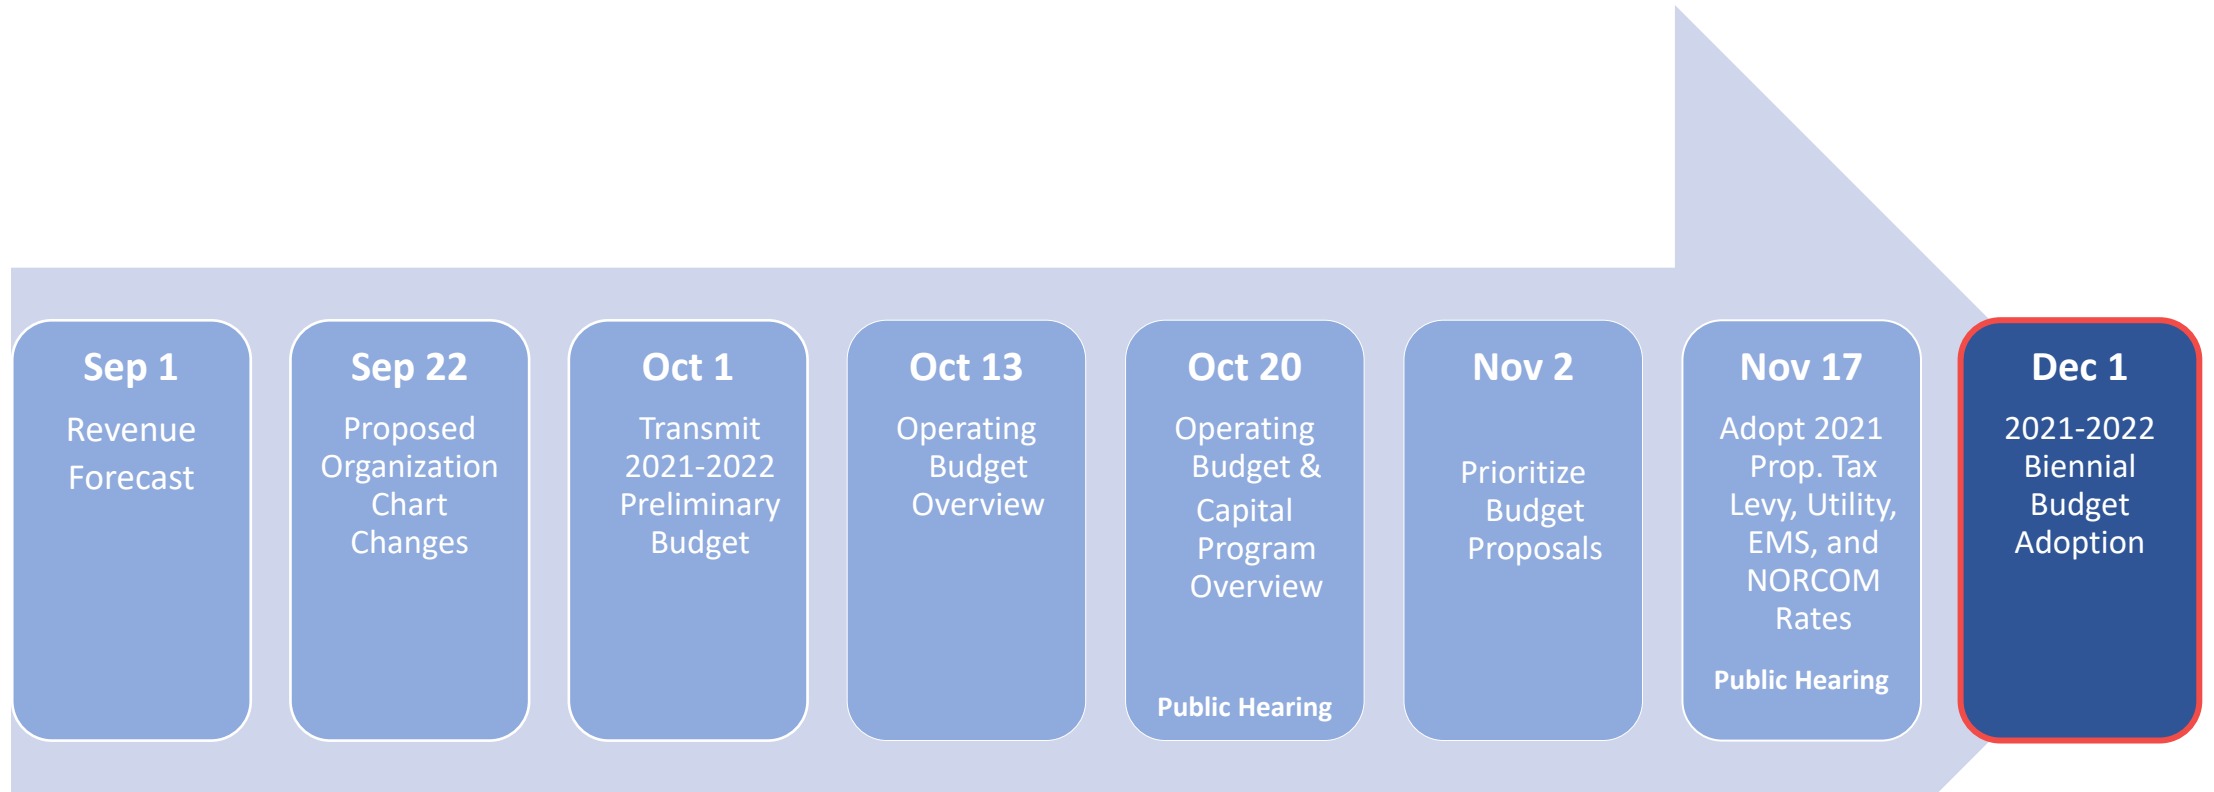 Sep 1
Revenue
Forecast
Sep 22
Proposed
Organization
Chart
Changes
Oct 1
Transmit
2021-2022
Preliminary
Budget
Oct 13
Operating
Budget
Overview
Oct 20
Operating
Budget &
Capital
Program
Overview
Public Hearing
Nov 2
Prioritize
Budget
Proposals
Nov 17
Adopt 2021
Prop. Tax
Levy, Utility,
EMS, and
NORCOM
Rates
Public Hearing
Dec 1
2021-2022
Biennial
Budget
Adoption